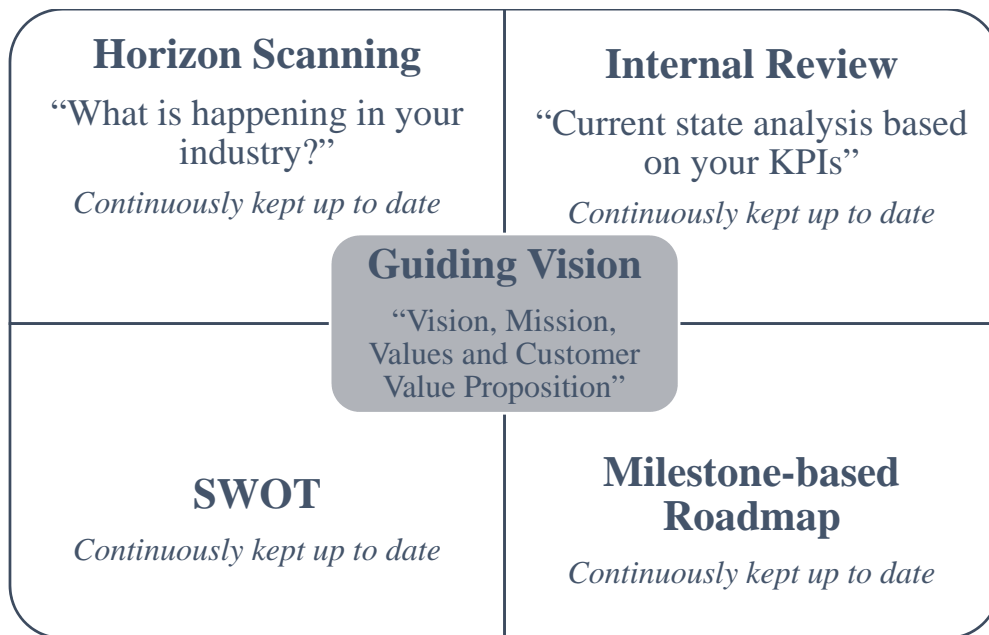 Horizon Scanning
“What is happening in your
industry?”
Continuously kept up to date
Internal Review
“Current state analysis based
on your KPIs”
Continuously kept up to date
Guiding Vision
“Vision, Mission,
Values and Customer
Value Proposition”
SWOT
Continuously kept up to date
Milestone-based
Roadmap
Continuously kept up to date